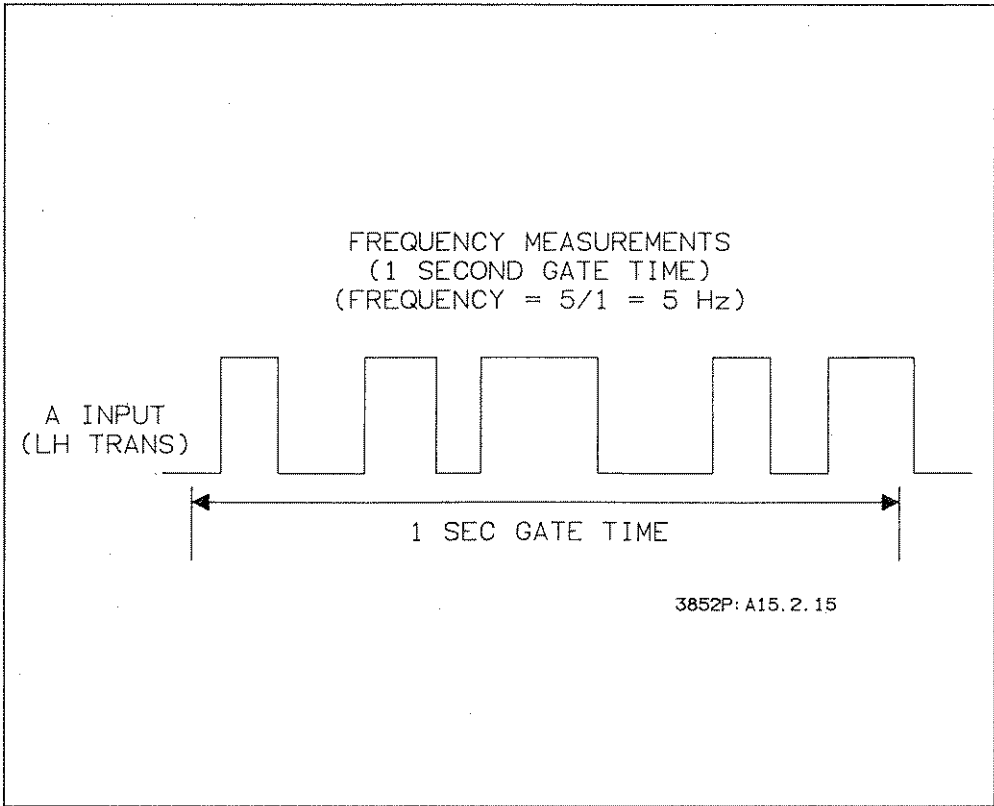 FREQUENCY MEASUREMENTS
(1 SECOND GATE TIME)
(FREQUENCY = 5/1 = 5 Hz)
A INPUT
(LH TRANS)
1 SEC GATE TIME
3852P: A15.2.15